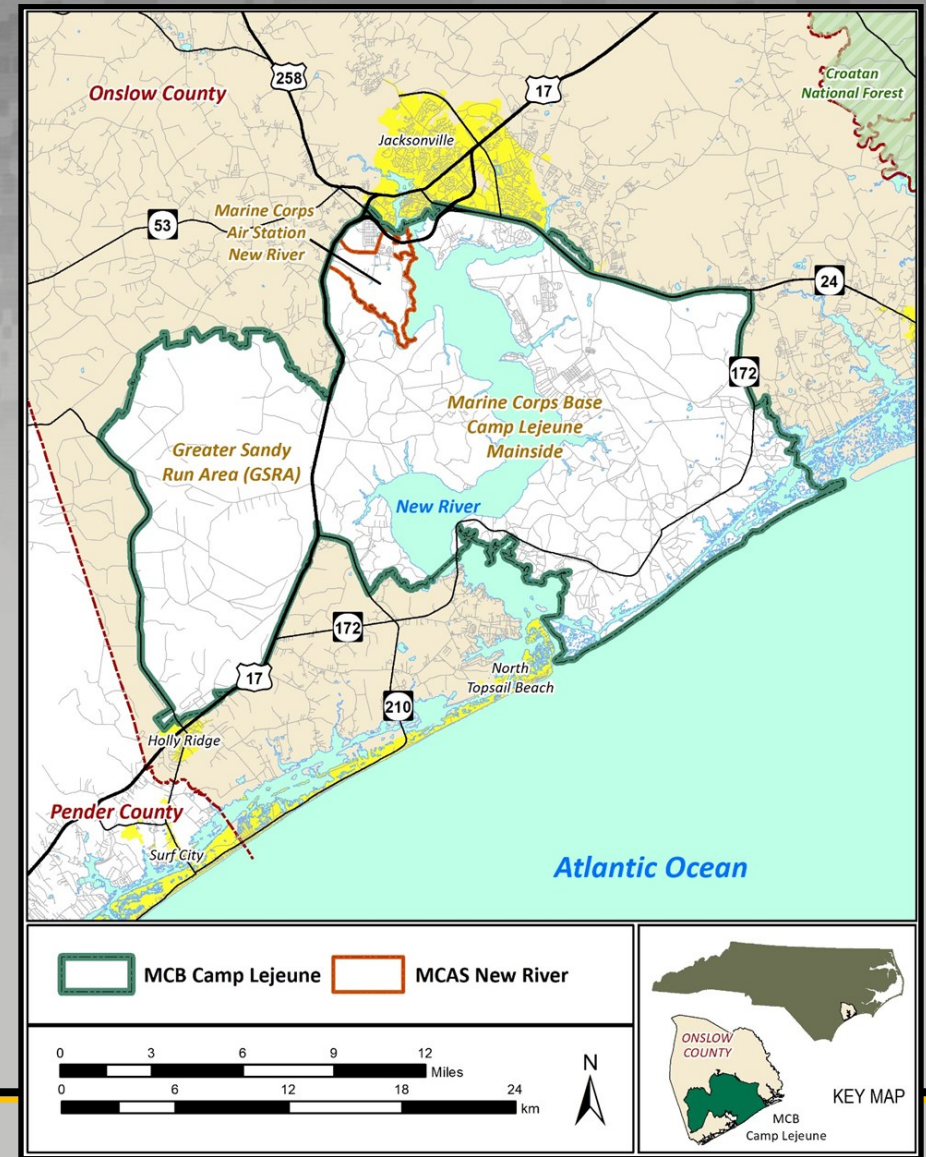 Onslow County
258
17
Croatan
National Forest
Jacksonville
53
Marine Corps
Air Station
New River
24
172
Marine Corps Base
Camp Lejeune
Mainside
Greater Sandy
Run Area (GSRA)
New River
172
17
North
Topsail Beach
210
Holly Ridge
Pender County
Surf City
Atlantic Ocean
MCB Camp Lejeune
MCAS New River
0 3 6 9 12
Miles
0 6 12 18 24
km
N
ONSLOW
COUNTY
KEY MAP
MCB
Camp Lejeune